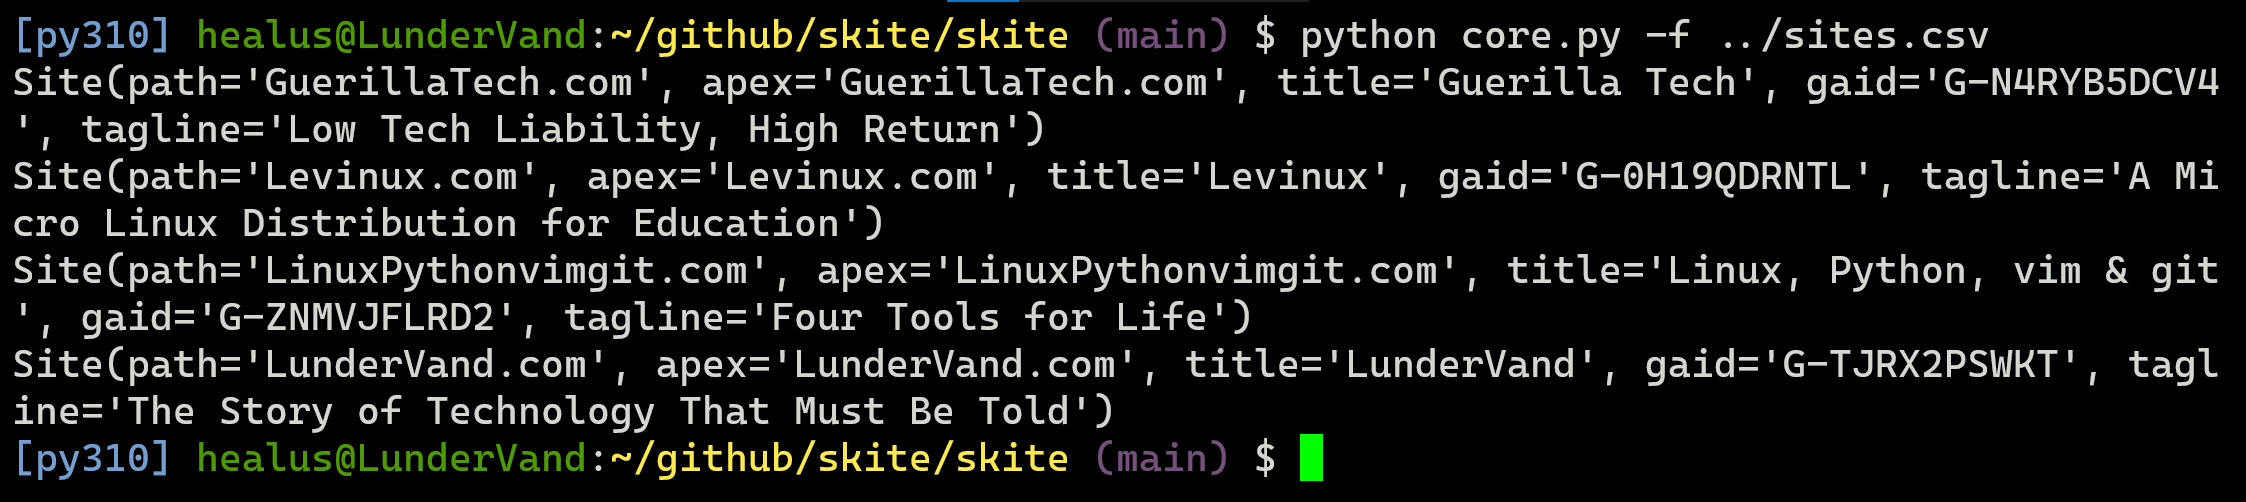 [py310] healus@LunderVand:~/github/skite/skite (main) $ python core.py -f ../sites.csv
Site(path='GuerillaTech.com', apex='GuerillaTech.com', title='Guerilla Tech', gaid='G-N4RYB5DCV4
', tagline='Low Tech Liability, High Return')
Site(path='Levinux.com', apex='Levinux.com', title='Levinux', gaid='G-0H19QDRNTL', tagline='A Mi
cro Linux Distribution for Education')
Site(path='LinuxPythonvimgit.com', apex='LinuxPythonvimgit.com', title='Linux, Python, vim & git
', gaid='G-ZNMVJFLRD2', tagline='Four Tools for Life')
Site(path='LunderVand.com', apex='LunderVand.com', title='LunderVand', gaid='G-TJRX2PSWKT', tagl
ine='The Story of Technology That Must Be Told')
[py310] healus@LunderVand:~/github/skite/skite (main) $